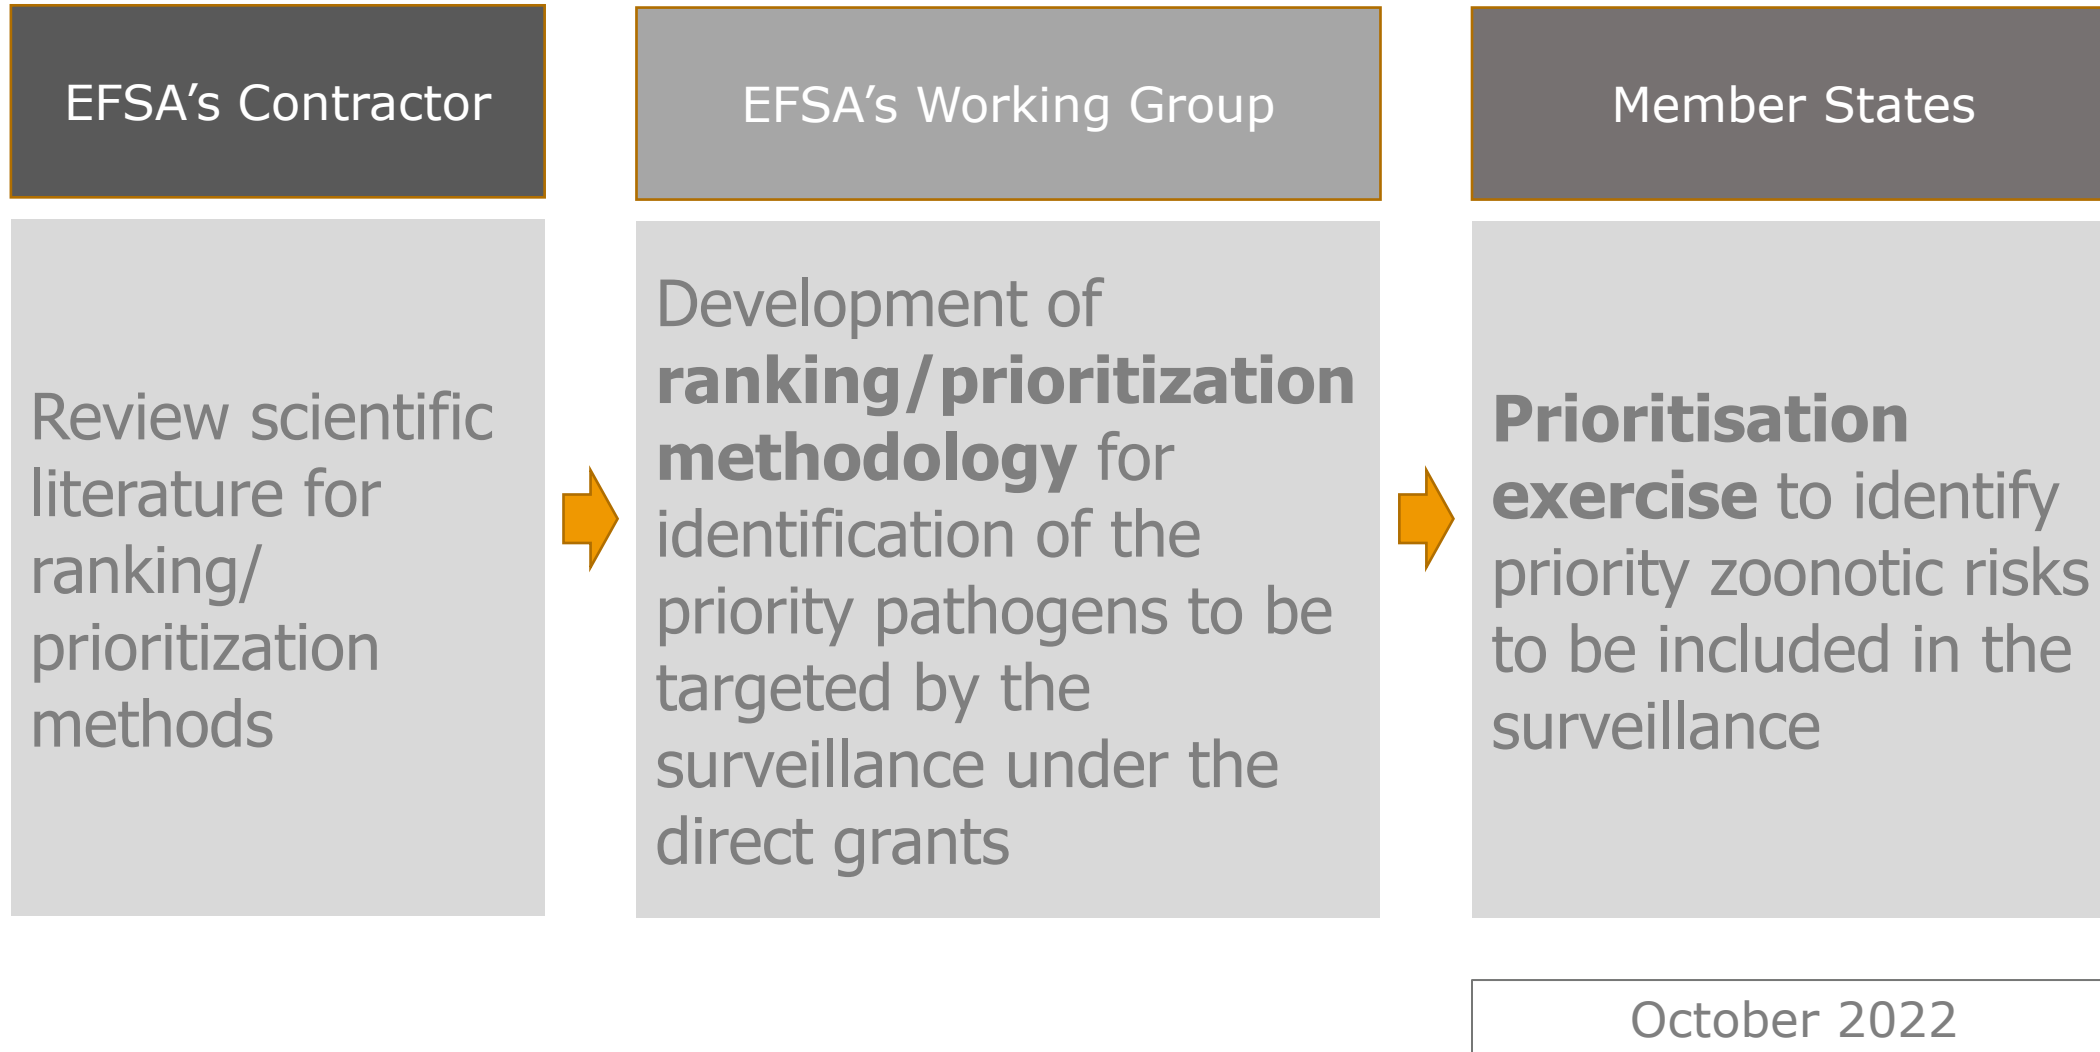 EFSA’s Contractor
Review scientific
literature for
ranking/
prioritization
methods
EFSA’s Working Group
Development of
ranking/prioritization
methodology for
identification of the
priority pathogens to be
targeted by the
surveillance under the
direct grants
Member States
Prioritisation
exercise to identify
priority zoonotic risks
to be included in the
surveillance
October 2022